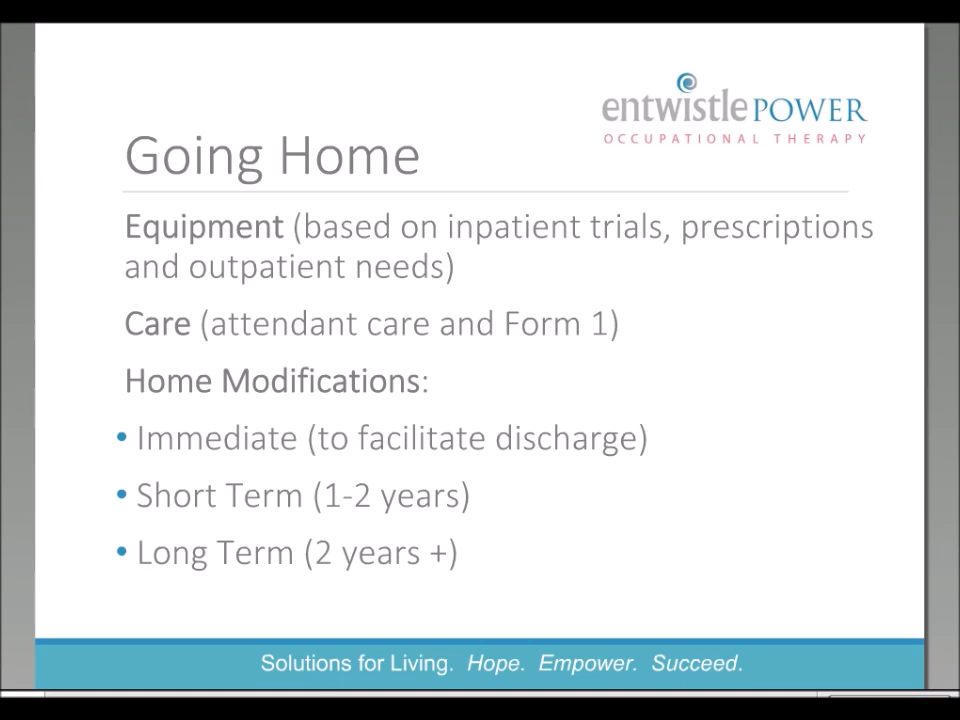 entwistle POWER
OCCUPATIONAL THERAPY
Going Home
Equipment (based on inpatient trials, prescriptions
and outpatient needs)
Care (attendant care and Form 1)
Home Modifications:
• Immediate (to facilitate discharge)
• Short Term (1-2 years)
• Long Term (2 years +)
Solutions for Living. Hope. Empower. Succeed.